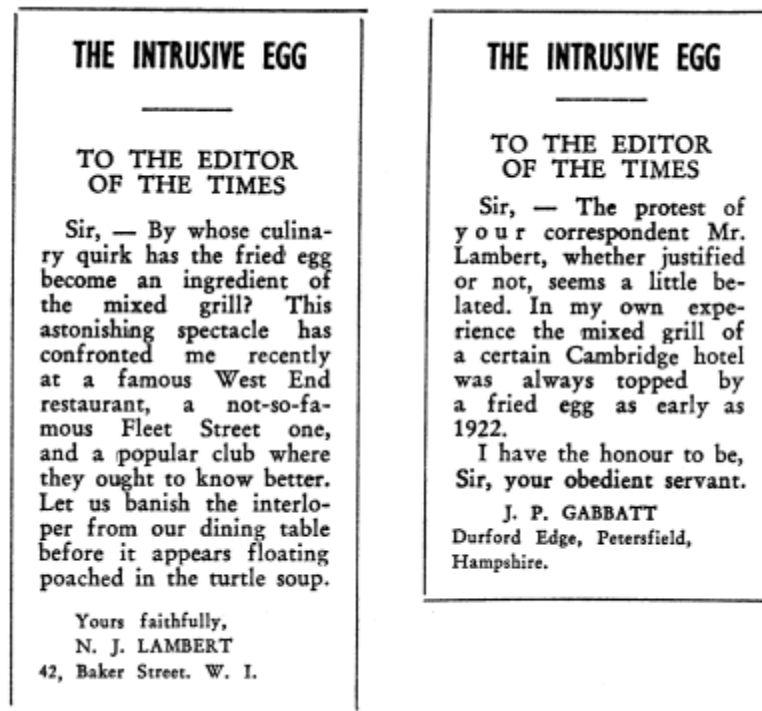 THE INTRUSIVE EGG
TO THE EDITOR
OF THE TIMES
Sir, — By whose culina-
ry quirk has the fried egg
become an ingredient of
the mixed grill? This
astonishing spectacle has
confronted me recently
at a famous West End
restaurant, a not-so-fa-
mous Fleet Street one,
and a popular club where
they ought to know better.
Let us banish the interlo-
per from our dining table
before it appears floating
poached in the turtle soup.
Yours faithfully,
N. J. LAMBERT
42, Baker Street. W. I.
THE INTRUSIVE EGG
TO THE EDITOR
OF THE TIMES
Sir, — The protest of
your correspondent Mr.
Lambert, whether justified
or not, seems a little be-
lated. In my own expe-
rience the mixed grill of
a certain Cambridge hotel
was always topped by
a fried egg as early as
1922.
I have the honour to be,
Sir, your obedient servant.
J. P. GABBATT
Durford Edge, Petersfield,
Hampshire.